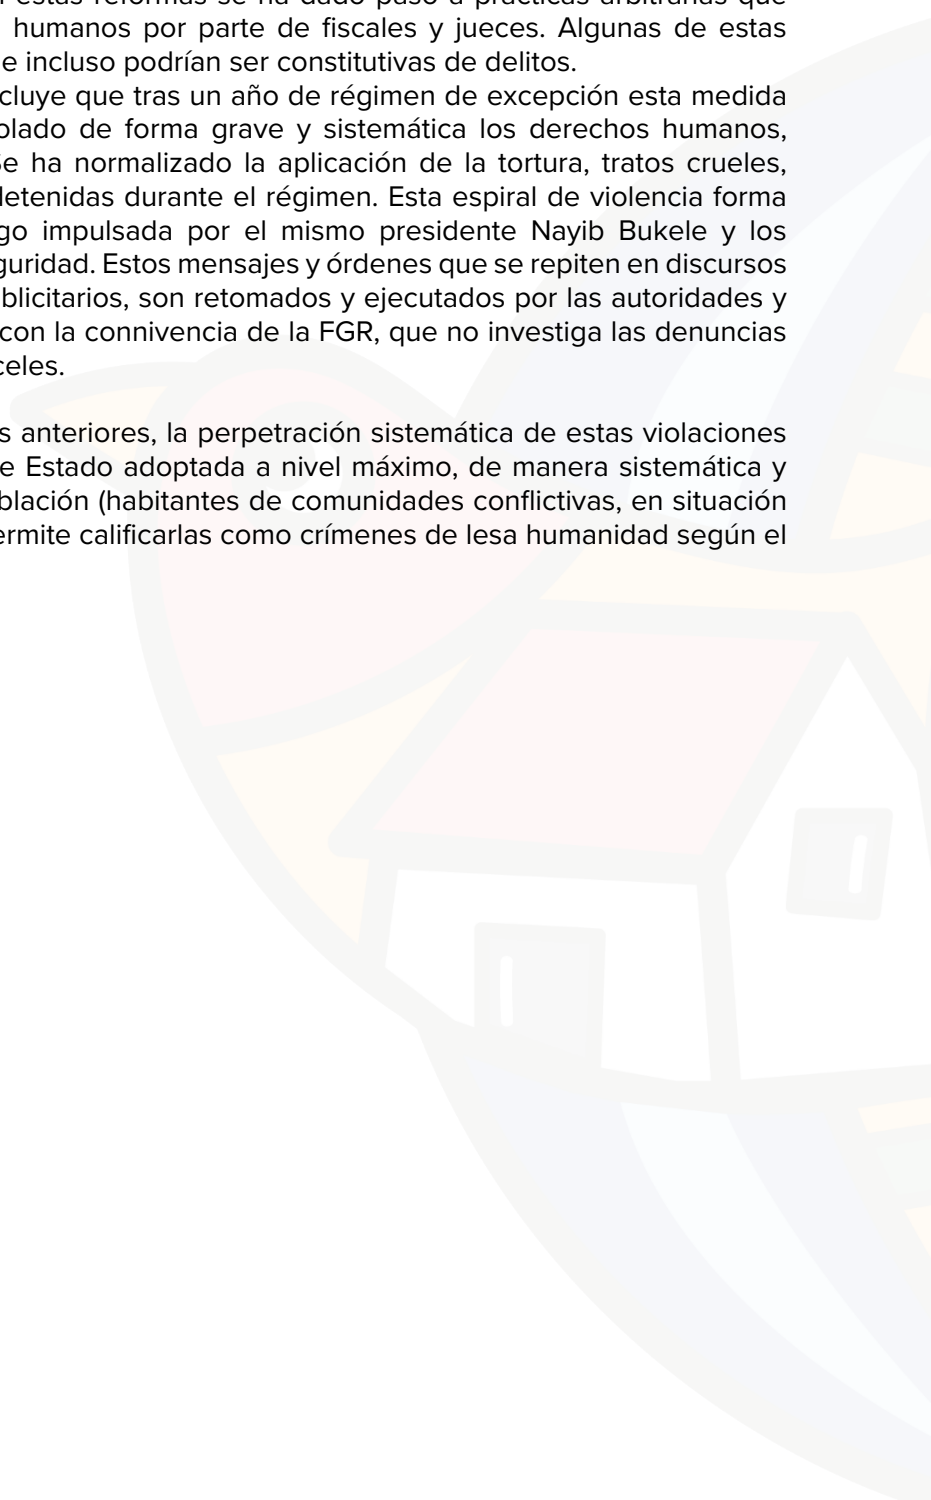 estas reformas se ha dado paso a prácticas arbitrarias que
humanos por parte de fiscales y jueces. Algunas de estas
e incluso podrían ser constitutivas de delitos.
cluye que tras un año de régimen de excepción esta medida
olado de forma grave y sistemática los derechos humanos,
Se ha normalizado la aplicación de la tortura, tratos crueles,
detenidas durante el régimen. Esta espiral de violencia forma
go impulsada por el mismo presidente Nayib Bukele y los
guridad. Estos mensajes y órdenes que se repiten en discursos
blicitarios, son retomados y ejecutados por las autoridades y
con la connivencia de la FGR, que no investiga las denuncias
celes.
s anteriores, la perpetración sistemática de estas violaciones
e Estado adoptada a nivel máximo, de manera sistemática y
blación (habitantes de comunidades conflictivas, en situación
ermite calificarlas como crímenes de lesa humanidad según el